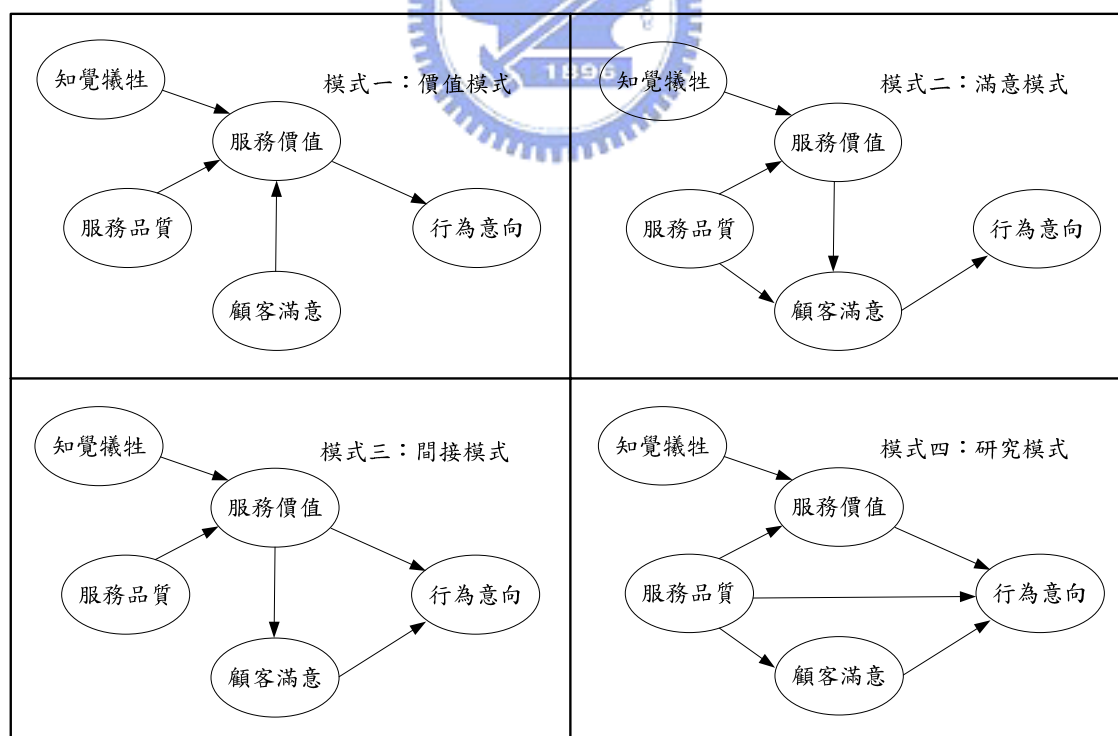 知覺犧牲
模式一：價值模式
服務價值
服務品質
行為意向
顧客滿意
1896
知覺犧牲
模式二：滿意模式
服務價值
服務品質
行為意向
顧客滿意
知覺犧牲
模式三：間接模式
服務價值
服務品質
行為意向
顧客滿意
知覺犧牲
模式四：研究模式
服務價值
服務品質
行為意向
顧客滿意